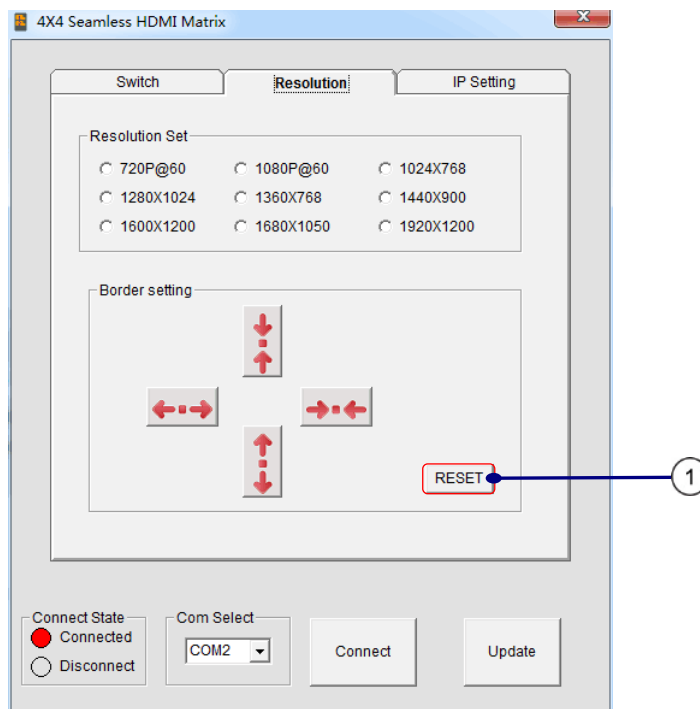 4X4 Seamless HDMI Matrix
Switch Resolution IP Setting
Resolution Set
720P@60 1080P@60 1024X768
1280X1024 1360X768 1440X900
1600X1200 1680X1050 1920X1200
Border setting
RESET 1
Connect State Com Select
Connected
COM2 Connect Update
Disconnect